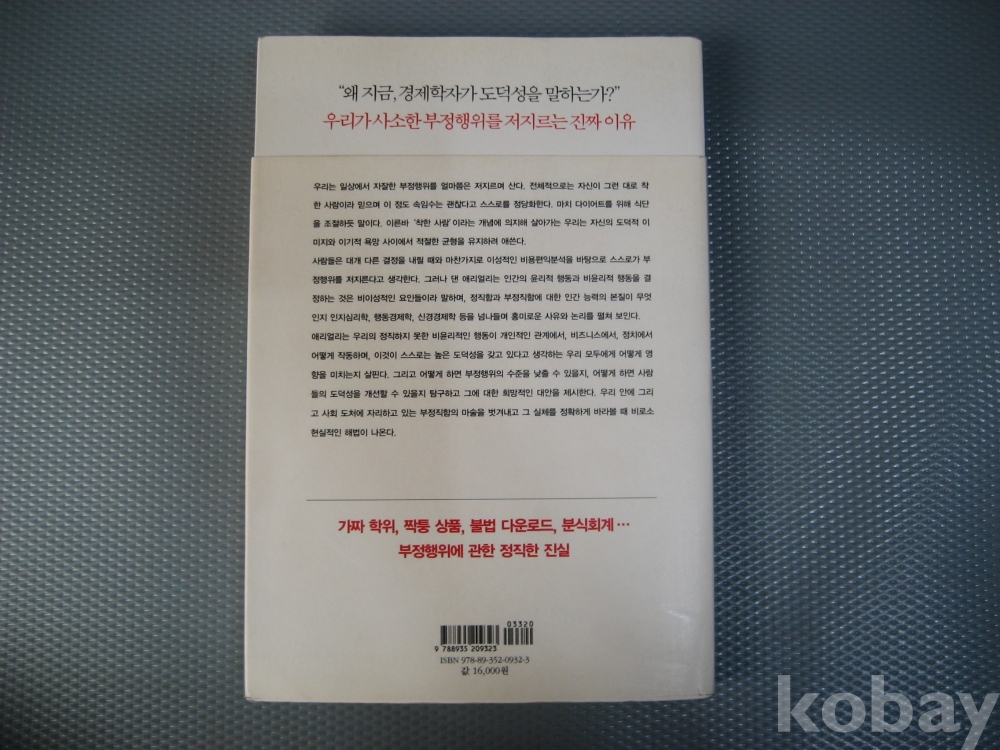 “왜 지금, 경제학자가 도덕성을 말하는가?”
우리가 사소한 부정행위를 저지르는 진짜 이유
우리는 일상에서 자잘한 부정행위를 얼마쯤은 저지르며 산다. 전체적으로는 자신이 그런 대로 착
한 사람이라 믿으며 이 정도 속임수는 괜찮다고 스스로를 정당화한다. 마치 다이어트를 위해 식단
을 조절하듯 말이다. 이른바 ‘착한 사람’이라는 개념에 의지해 살아가는 우리는 자신의 도덕적 이
미지와 이기적 욕망 사이에서 적절한 균형을 유지하려 애쓴다.
사람들은 대개 다른 결정을 내릴 때와 마찬가지로 이성적인 비용편익분석을 바탕으로 스스로가 부
정행위를 저지른다고 생각한다. 그러나 댄 애리얼리는 인간의 윤리적 행동과 비윤리적 행동을 결
정하는 것은 비이성적인 요인들이라 말하며, 정직함과 부정직함에 대한 인간 능력의 본질이 무엇
인지 인지심리학, 행동경제학, 신경경제학 등을 넘나들며 흥미로운 사유와 논리를 펼쳐 보인다.
애리얼리는 우리의 정직하지 못한 비윤리적인 행동이 개인적인 관계에서, 비즈니스에서, 정치에서
어떻게 작동하며, 이것이 스스로는 높은 도덕성을 갖고 있다고 생각하는 우리 모두에게 어떻게 영
향을 미치는지 살핀다. 그리고 어떻게 하면 부정행위의 수준을 낮출 수 있을지, 어떻게 하면 사람
들의 도덕성을 개선할 수 있을지 탐구하고 그에 대한 희망적인 대안을 제시한다. 우리 안에 그리
고 사회 도처에 자리하고 있는 부정직함의 마술을 벗겨내고 그 실체를 정확하게 바라볼 때 비로소
현실적인 해법이 나온다.
가짜 학위, 짝퉁 상품, 불법 다운로드, 분식회계…
부정행위에 관한 정직한 진실
03320
9 788935 209323
ISBN 978-89-352-0932-3
값 16,000원
kobay